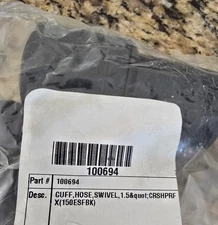 100694
Part # 100694
Desc. CUFF,HOSE,SWIVEL,1.5&quot;CRSHPRF
X(150ESFBK)